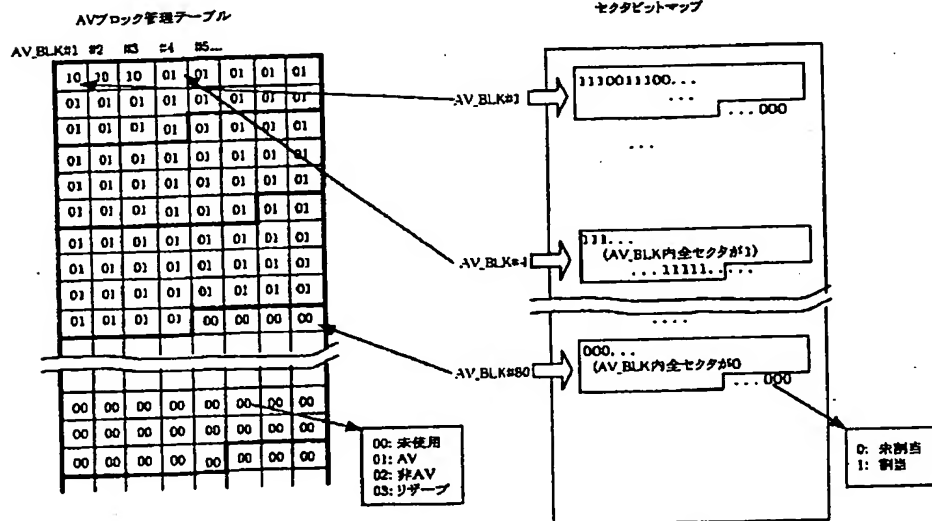 AVブロック管理テーブル
セクタビットマップ
AV_BLK#1 #2 #3 #4 #5...
10 10 10 01 01 01 01 01
01 01 01 01 01 01 01 01
01 01 01 01 01 01 01 01
01 01 01 01 01 01 01 01
01 01 01 01 01 01 01 01
01 01 01 01 01 01 01 01
01 01 01 01 01 01 01 01
01 01 01 01 01 01 01 01
01 01 01 01 01 01 01 01
01 01 01 01 00 00 00 00
00 00 00 00 00 00 00 00
00 00 00 00 00 00 00 00
00 00 00 00 00 00 00 00
00: 未使用
01: AV
02: 非AV
03: リザーブ
AV_BLK#1
1110011100...
...
...000
...
AV_BLK#4
111...
(AV_BLK内全セクタが1)
...11111.....
....
AV_BLK#80
000...
(AV_BLK内全セクタが0
...000
0: 未割当
1: 割当